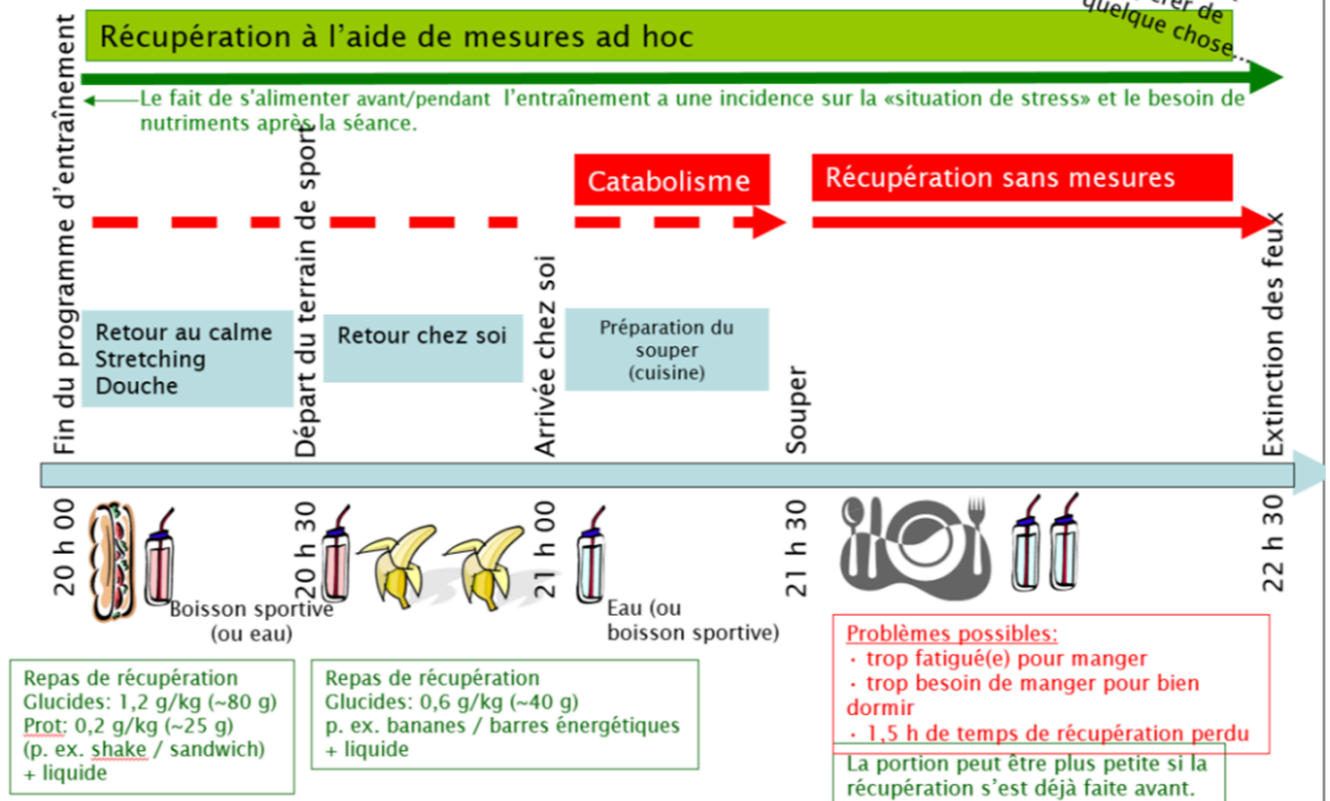 ...rer de
quelque chose...
Récupération à l'aide de mesures ad hoc
Le fait de s'alimenter avant/pendant l'entraînement a une incidence sur la «situation de stress» et le besoin de
nutriments après la séance.
Catabolisme
Récupération sans mesures
Fin du programme d'entraînement
Départ du terrain de sport
Arrivée chez soi
Souper
Extinction des feux
Retour au calme
Stretching
Douche
Retour chez soi
Préparation du
souper
(cuisine)
20 h 00
20 h 30
21 h 00
21 h 30
22 h 30
Boisson sportive
(ou eau)
Eau (ou
boisson sportive)
Repas de récupération
Glucides: 1,2 g/kg (~80 g)
Prot: 0,2 g/kg (~25 g)
(p. ex. shake / sandwich)
+ liquide
Repas de récupération
Glucides: 0,6 g/kg (~40 g)
p. ex. bananes / barres énergétiques
+ liquide
Problèmes possibles:
· trop fatigué(e) pour manger
· trop besoin de manger pour bien
dormir
· 1,5 h de temps de récupération perdu
La portion peut être plus petite si la
récupération s'est déjà faite avant.